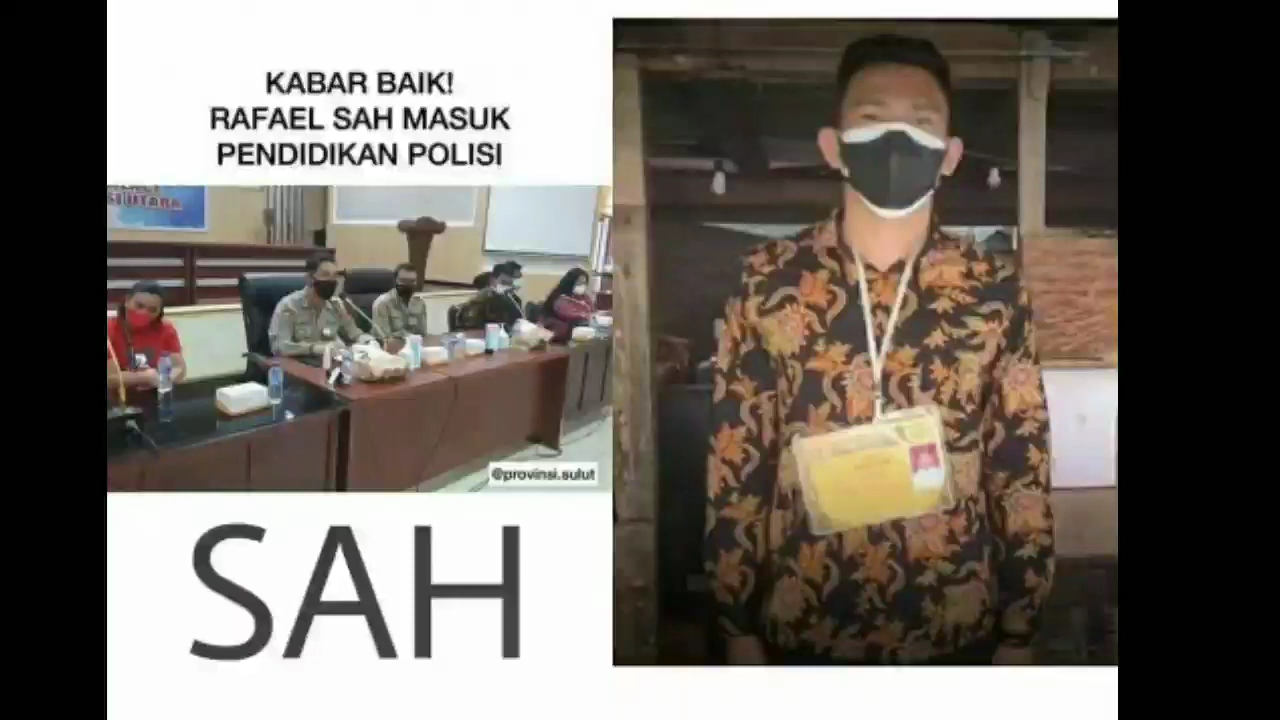 KABAR BAIK!
RAFAEL SAH MASUK
PENDIDIKAN POLISI
@provinsi.sulut
SAH